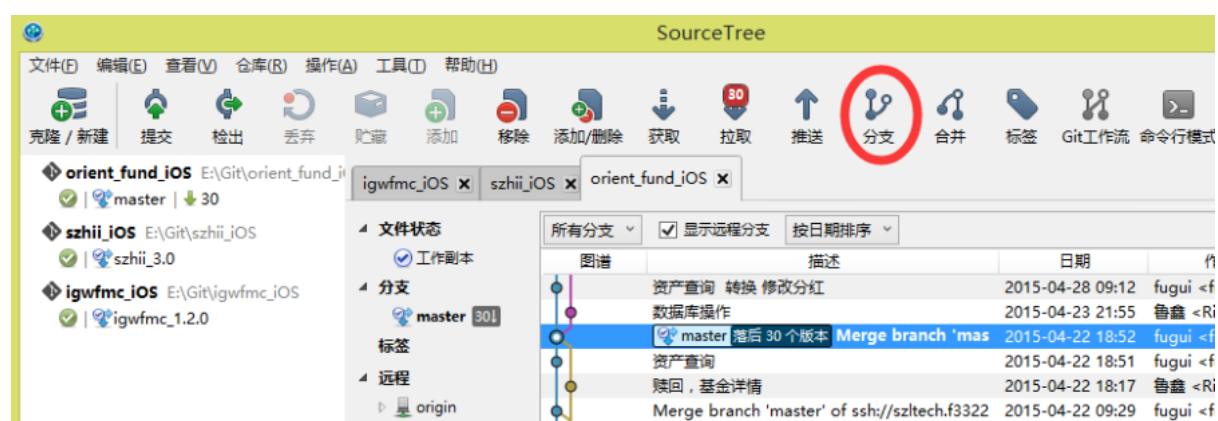 SourceTree
文件(F) 编辑(E) 查看(V) 仓库(R) 操作(A) 工具(T) 帮助(H)
30
克隆 / 新建 提交 检出 丢弃 贮藏 添加 移除 添加/删除 获取 拉取 推送 分支 合并 标签 Git工作流 命令行模式
orient_fund_iOS E:\Git\orient_fund_i
master 30
szhii_iOS E:\Git\szhii_iOS
szhii_3.0
igwfmc_iOS E:\Git\igwfmc_iOS
igwfmc_1.2.0
igwfmc_iOS szhii_iOS orient_fund_iOS
文件状态
工作副本
分支
master 30↓
标签
远程
origin
所有分支 显示远程分支 按日期排序
图谱 描述 日期
资产查询 转换 修改分红 2015-04-28 09:12 fugui <f
数据库操作 2015-04-23 21:55 鲁鑫 <Ri
master 落后 30 个版本 Merge branch 'mas 2015-04-22 18:52 fugui <f
资产查询 2015-04-22 18:51 fugui <f
赎回，基金详情 2015-04-22 18:17 鲁鑫 <Ri
Merge branch 'master' of ssh://szltech.f3322 2015-04-22 09:29 fugui <f